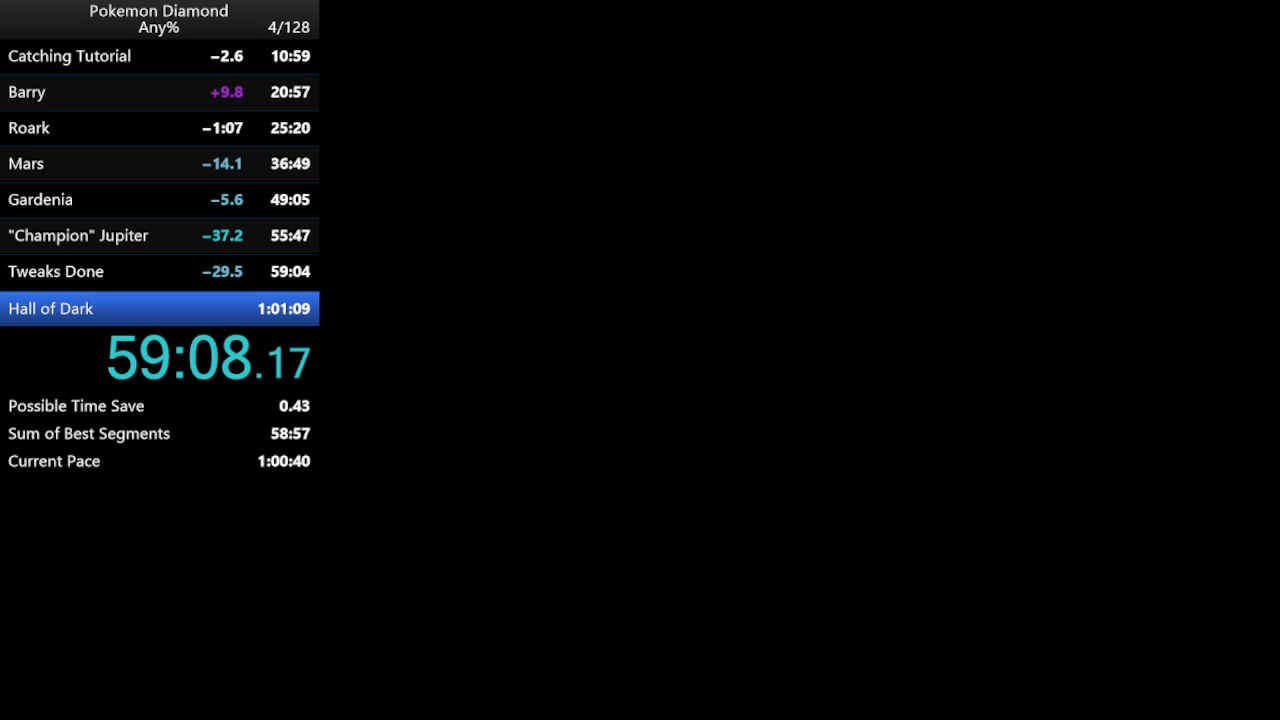 Pokemon Diamond
Any% 4/128
Catching Tutorial −2.6 10:59
Barry +9.8 20:57
Roark −1:07 25:20
Mars −14.1 36:49
Gardenia −5.6 49:05
"Champion" Jupiter −37.2 55:47
Tweaks Done −29.5 59:04
Hall of Dark 1:01:09
59:08.17
Possible Time Save 0.43
Sum of Best Segments 58:57
Current Pace 1:00:40